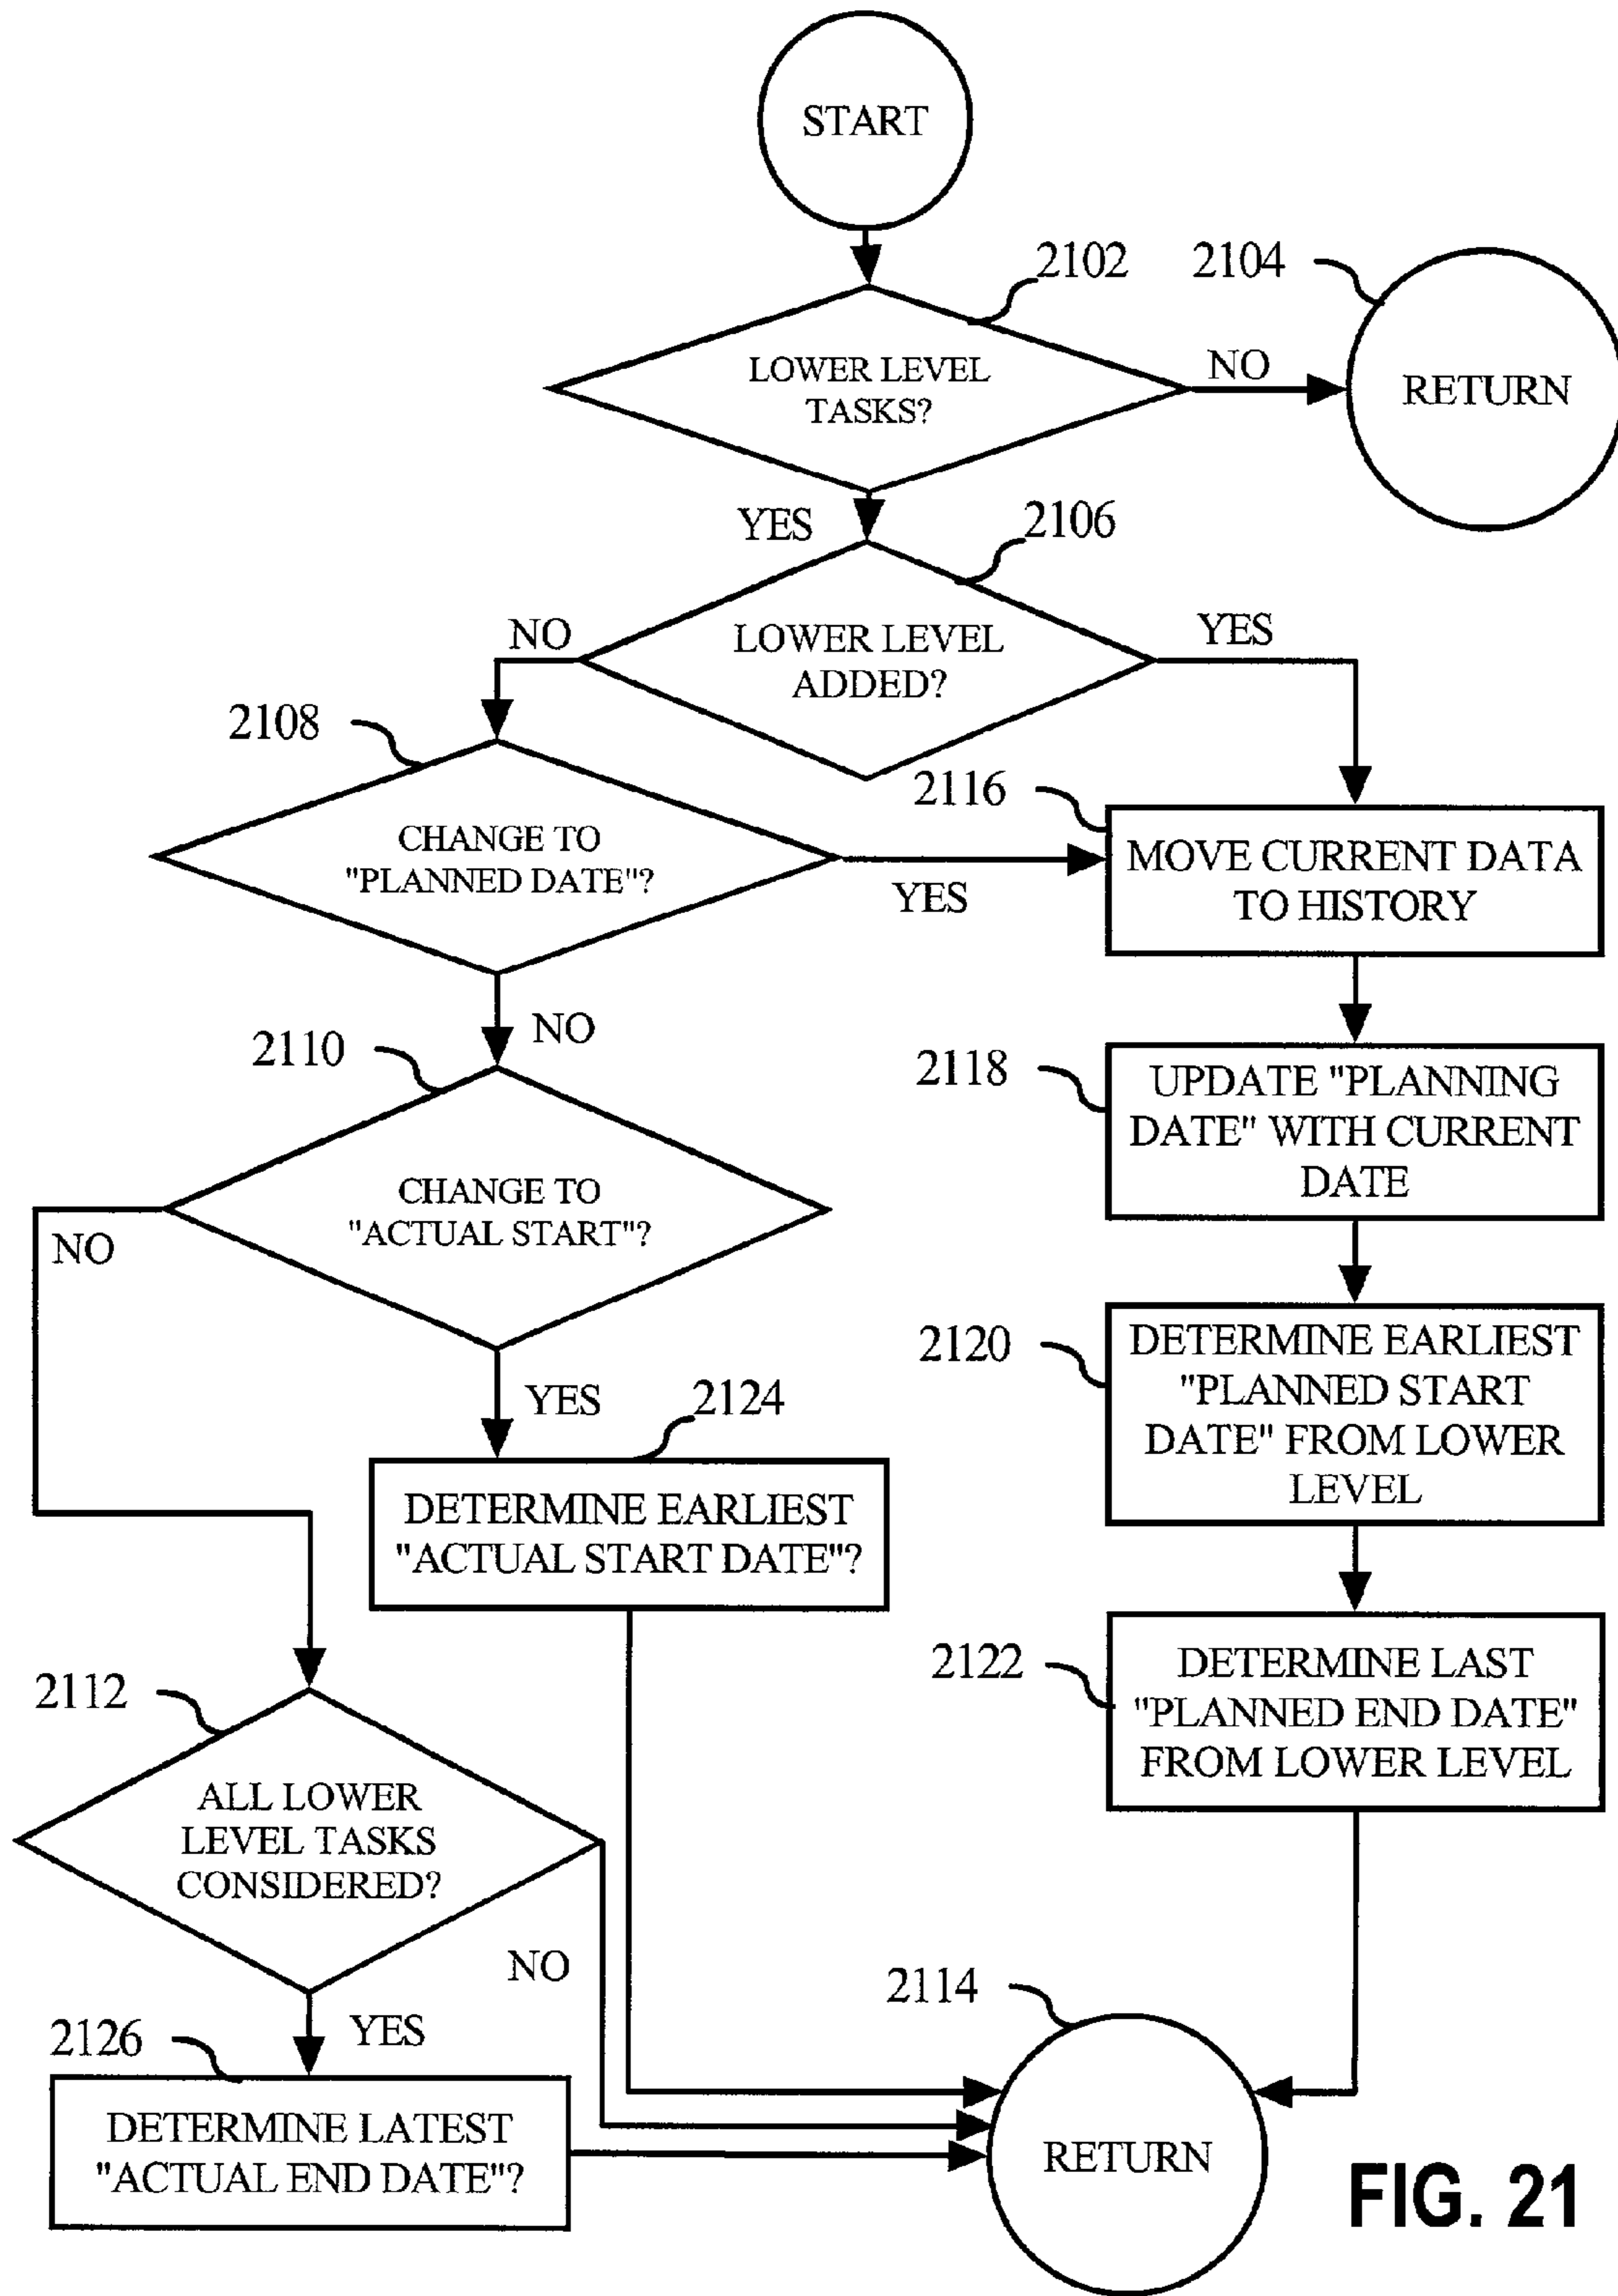 START
2102
2104
LOWER LEVEL
TASKS?
NO
RETURN
YES
2106
NO
LOWER LEVEL
ADDED?
YES
2108
CHANGE TO
"PLANNED DATE"?
YES
2116
MOVE CURRENT DATA
TO HISTORY
NO
2110
CHANGE TO
"ACTUAL START"?
NO
2118
UPDATE "PLANNING
DATE" WITH CURRENT
DATE
YES
2124
DETERMINE EARLIEST
"ACTUAL START DATE"?
2120
DETERMINE EARLIEST
"PLANNED START
DATE" FROM LOWER
LEVEL
2112
ALL LOWER
LEVEL TASKS
CONSIDERED?
NO
2122
DETERMINE LAST
"PLANNED END DATE"
FROM LOWER LEVEL
YES
2126
DETERMINE LATEST
"ACTUAL END DATE"?
2114
RETURN
FIG. 21